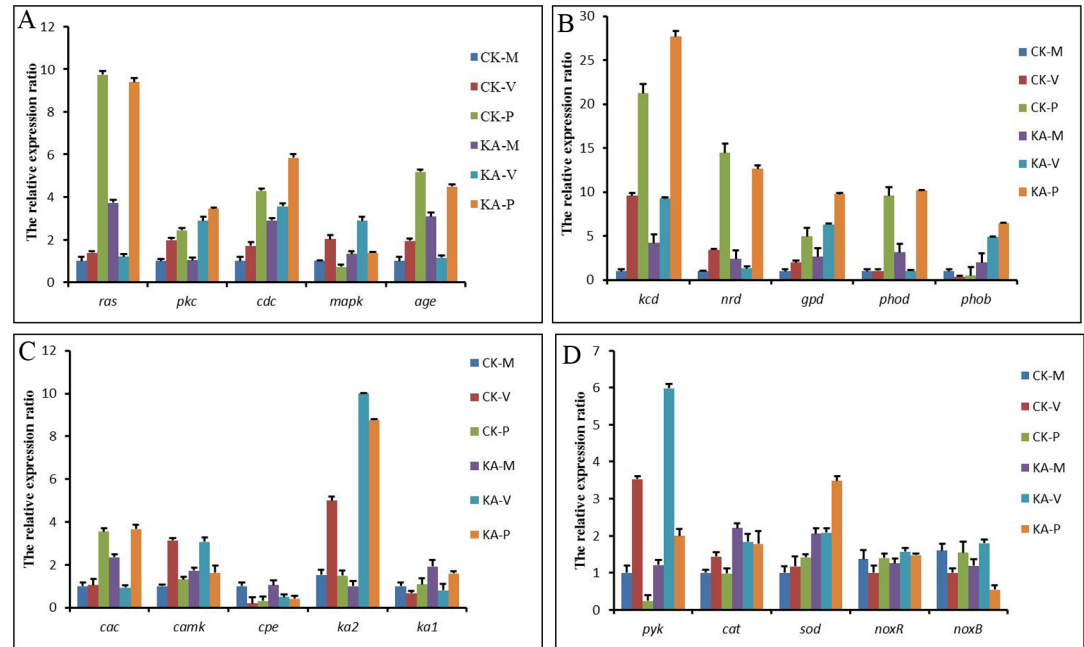 A
The relative expression ratio
12
10
8
6
4
2
0
ras pkc cdc mapk age
CK-M
CK-V
CK-P
KA-M
KA-V
KA-P
B
The relative expression ratio
30
25
20
15
10
5
0
kcd nrd gpd phod phob
CK-M
CK-V
CK-P
KA-M
KA-V
KA-P
C
The relative expression ratio
12
10
8
6
4
2
0
cac camk cpe ka2 ka1
CK-M
CK-V
CK-P
KA-M
KA-V
KA-P
D
The relative expression ratio
7
6
5
4
3
2
1
0
pyk cat sod noxR noxB
CK-M
CK-V
CK-P
KA-M
KA-V
KA-P